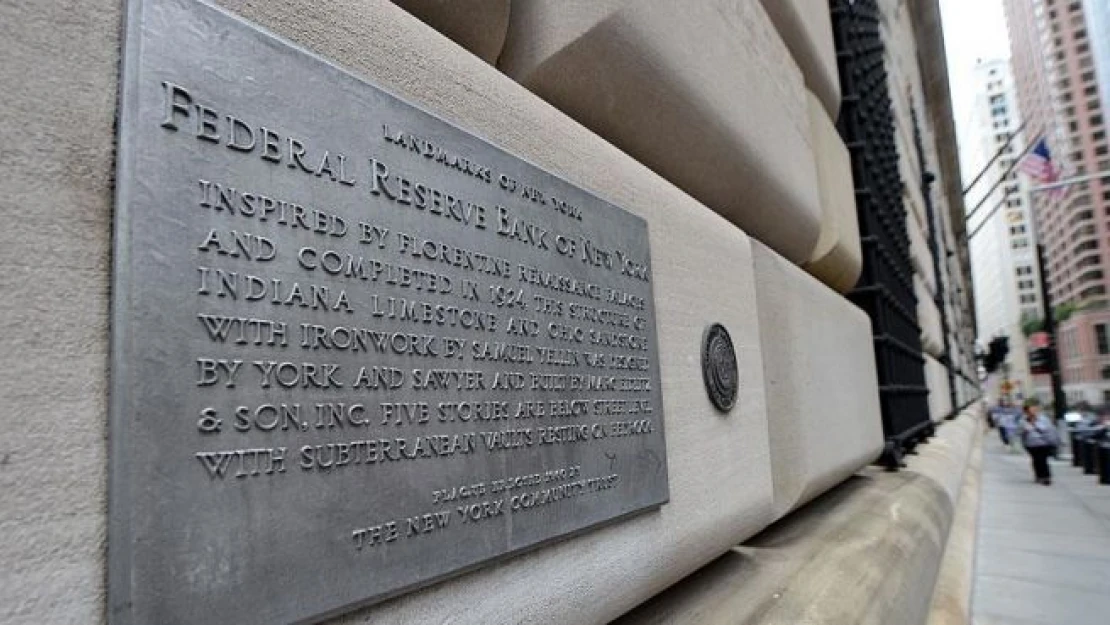 LANDMARKS OF NEW YORK
FEDERAL RESERVE BANK OF NEW YORK
INSPIRED BY FLORENTINE RENAISSANCE PALACES
AND COMPLETED IN 1924, THIS STRUCTURE OF
INDIANA LIMESTONE AND OHIO SANDSTONE
WITH IRONWORK BY SAMUEL YELLIN WAS DESIGNED
BY YORK AND SAWYER AND BUILT BY MARC EIDLITZ
& SON, INC. FIVE STORIES ARE BELOW STREET LEVEL
WITH SUBTERRANEAN VAULTS RESTING ON BEDROCK
PLAQUE ERECTED BY
THE NEW YORK COMMUNITY TRUST